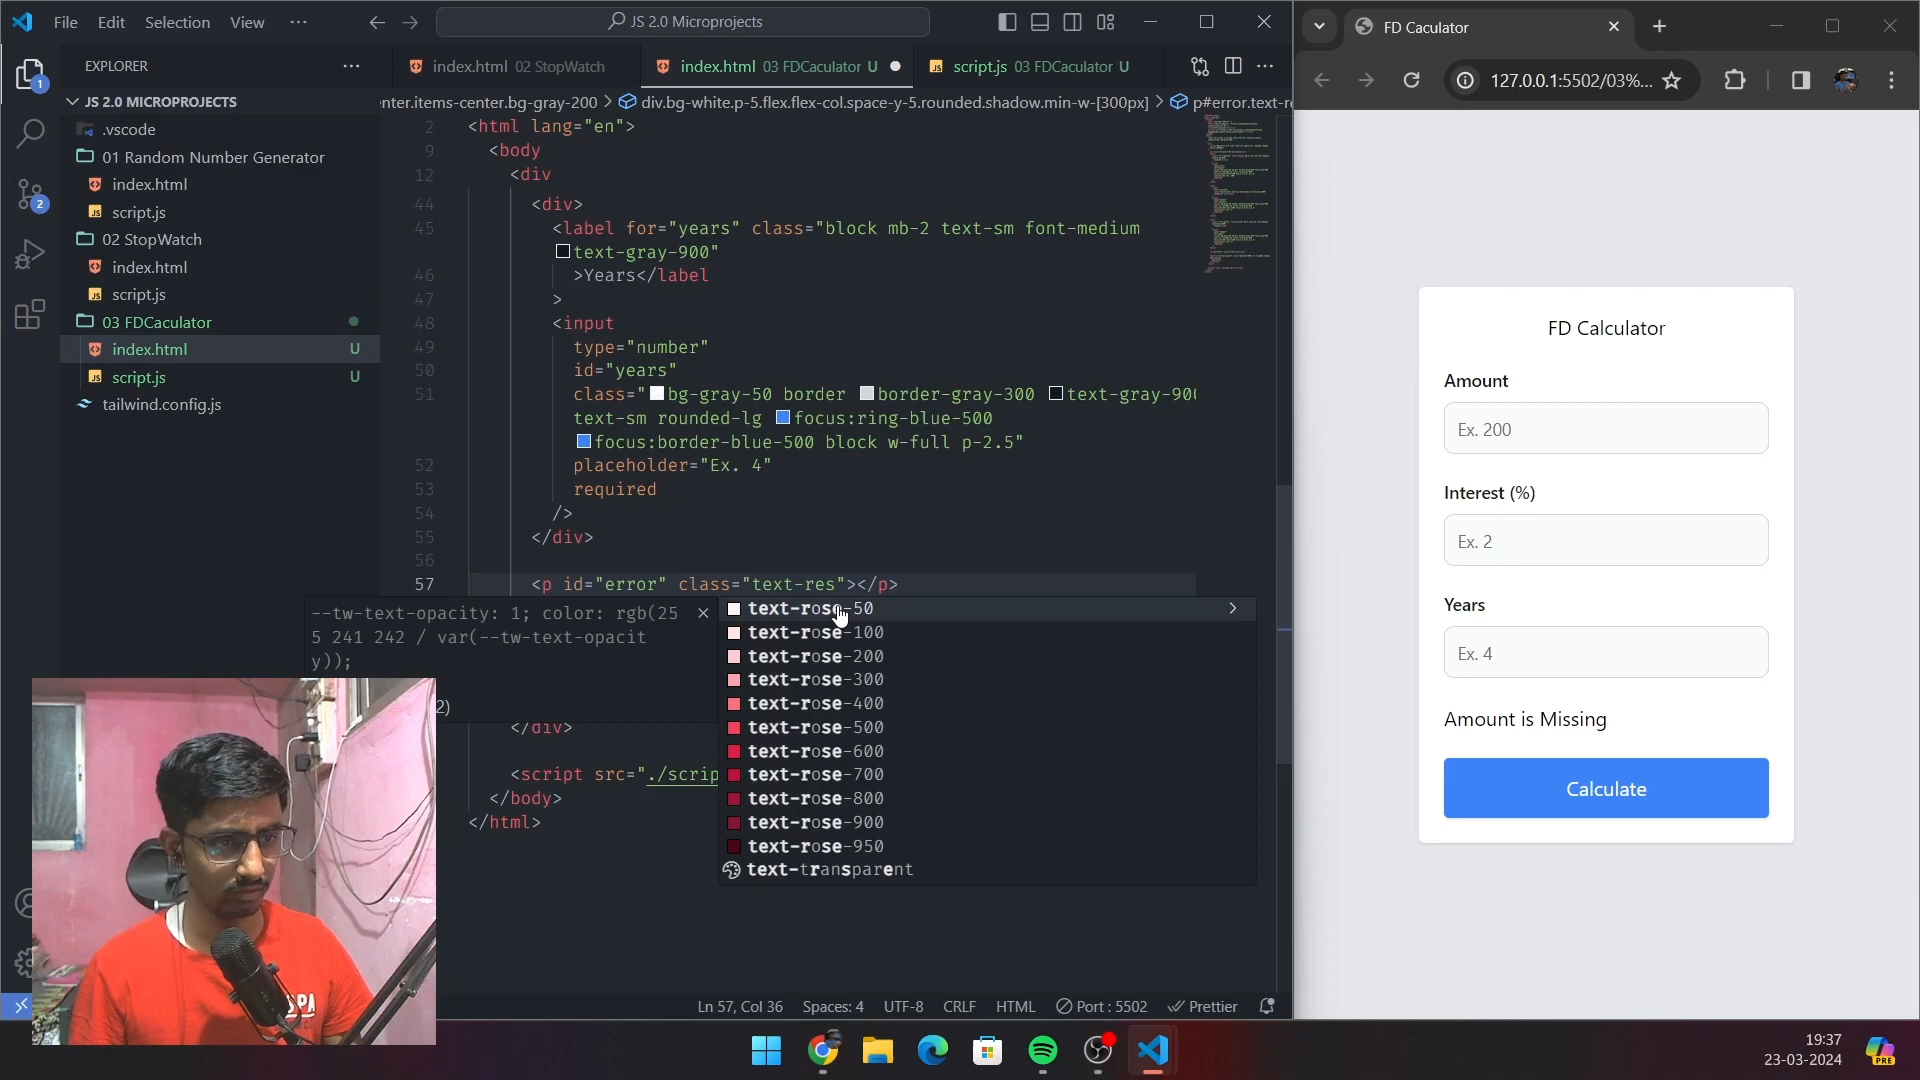 File Edit Selection View ···
JS 2.0 Microprojects
FD Caculator
127.0.0.1:5502/03%...
EXPLORER ···
index.html 02 StopWatch
index.html 03 FDCaculator U
script.js 03 FDCaculator U
nter.items-center.bg-gray-200 > div.bg-white.p-5.flex.flex-col.space-y-5.rounded.shadow.min-w-[300px] > p#error.text-r
JS 2.0 MICROPROJECTS
.vscode
01 Random Number Generator
index.html
script.js
02 StopWatch
index.html
script.js
03 FDCaculator
index.html U
script.js U
tailwind.config.js
1
2
2 <html lang="en">
9 <body
12 <div
44 <div>
45 <label for="years" class="block mb-2 text-sm font-medium
text-gray-900"
46 >Years</label
47 >
48 <input
49 type="number"
50 id="years"
51 class="bg-gray-50 border border-gray-300 text-gray-900
text-sm rounded-lg focus:ring-blue-500
focus:border-blue-500 block w-full p-2.5"
52 placeholder="Ex. 4"
53 required
54 />
55 </div>
56
57 <p id="error" class="text-res"></p>
--tw-text-opacity: 1; color: rgb(25
5 241 242 / var(--tw-text-opacit
y));
2)
text-rose-50
text-rose-100
text-rose-200
text-rose-300
text-rose-400
text-rose-500
text-rose-600
text-rose-700
text-rose-800
text-rose-900
text-rose-950
text-transparent
</div>
<script src="./scrip
</body>
</html>
FD Calculator
Amount
Ex. 200
Interest (%)
Ex. 2
Years
Ex. 4
Amount is Missing
Calculate
Ln 57, Col 36 Spaces: 4 UTF-8 CRLF HTML Port : 5502 Prettier
19:37
23-03-2024
PRE